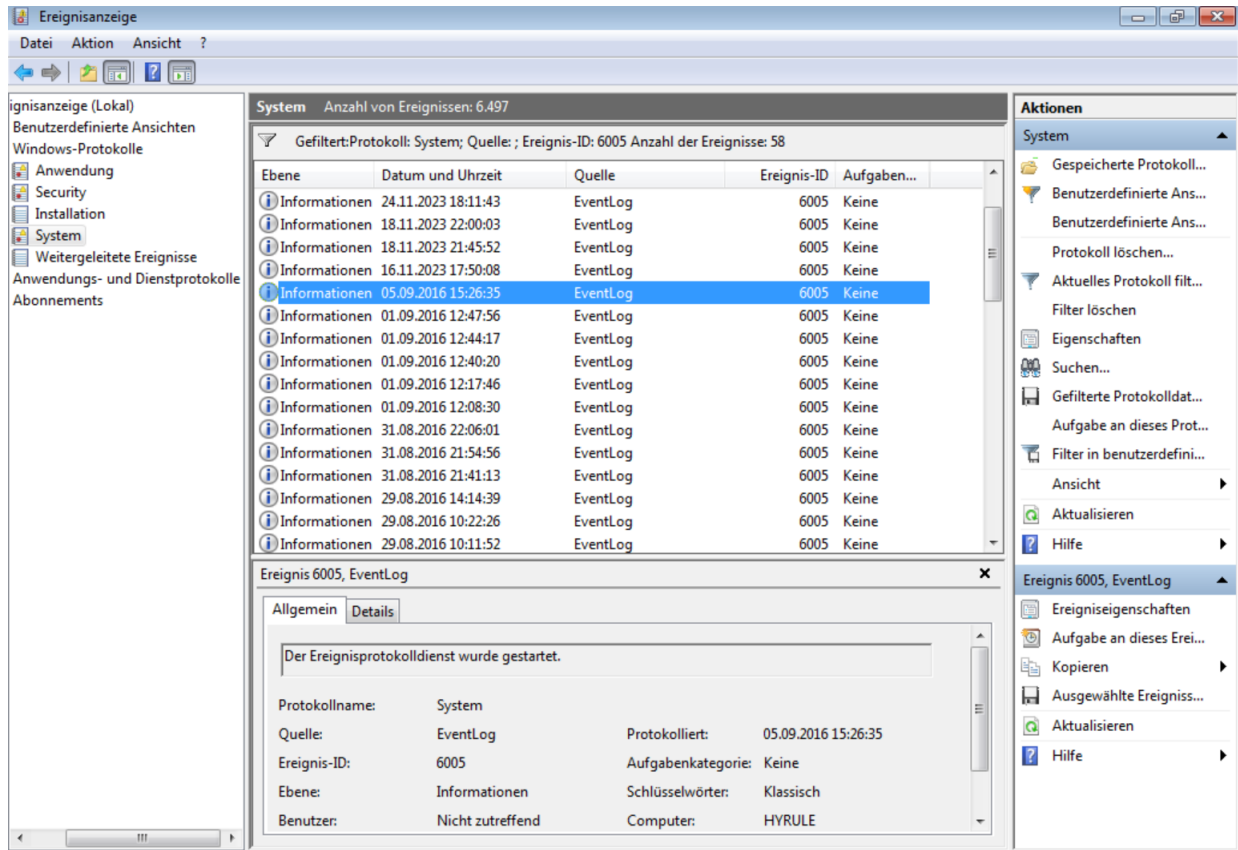 Ereignisanzeige
Datei Aktion Ansicht ?
ignisanzeige (Lokal)
Benutzerdefinierte Ansichten
Windows-Protokolle
Anwendung
Security
Installation
System
Weitergeleitete Ereignisse
Anwendungs- und Dienstprotokolle
Abonnements
System Anzahl von Ereignissen: 6.497
Gefiltert:Protokoll: System; Quelle: ; Ereignis-ID: 6005 Anzahl der Ereignisse: 58
Ebene Datum und Uhrzeit Quelle Ereignis-ID Aufgaben...
Informationen 24.11.2023 18:11:43 EventLog 6005 Keine
Informationen 18.11.2023 22:00:03 EventLog 6005 Keine
Informationen 18.11.2023 21:45:52 EventLog 6005 Keine
Informationen 16.11.2023 17:50:08 EventLog 6005 Keine
Informationen 05.09.2016 15:26:35 EventLog 6005 Keine
Informationen 01.09.2016 12:47:56 EventLog 6005 Keine
Informationen 01.09.2016 12:44:17 EventLog 6005 Keine
Informationen 01.09.2016 12:40:20 EventLog 6005 Keine
Informationen 01.09.2016 12:17:46 EventLog 6005 Keine
Informationen 01.09.2016 12:08:30 EventLog 6005 Keine
Informationen 31.08.2016 22:06:01 EventLog 6005 Keine
Informationen 31.08.2016 21:54:56 EventLog 6005 Keine
Informationen 31.08.2016 21:41:13 EventLog 6005 Keine
Informationen 29.08.2016 14:14:39 EventLog 6005 Keine
Informationen 29.08.2016 10:22:26 EventLog 6005 Keine
Informationen 29.08.2016 10:11:52 EventLog 6005 Keine
Ereignis 6005, EventLog
Allgemein Details
Der Ereignisprotokolldienst wurde gestartet.
Protokollname: System
Quelle: EventLog Protokolliert: 05.09.2016 15:26:35
Ereignis-ID: 6005 Aufgabenkategorie: Keine
Ebene: Informationen Schlüsselwörter: Klassisch
Benutzer: Nicht zutreffend Computer: HYRULE
Aktionen
System
Gespeicherte Protokoll...
Benutzerdefinierte Ans...
Benutzerdefinierte Ans...
Protokoll löschen...
Aktuelles Protokoll filt...
Filter löschen
Eigenschaften
Suchen...
Gefilterte Protokolldat...
Aufgabe an dieses Prot...
Filter in benutzerdefini...
Ansicht
Aktualisieren
Hilfe
Ereignis 6005, EventLog
Ereigniseigenschaften
Aufgabe an dieses Erei...
Kopieren
Ausgewählte Ereigniss...
Aktualisieren
Hilfe